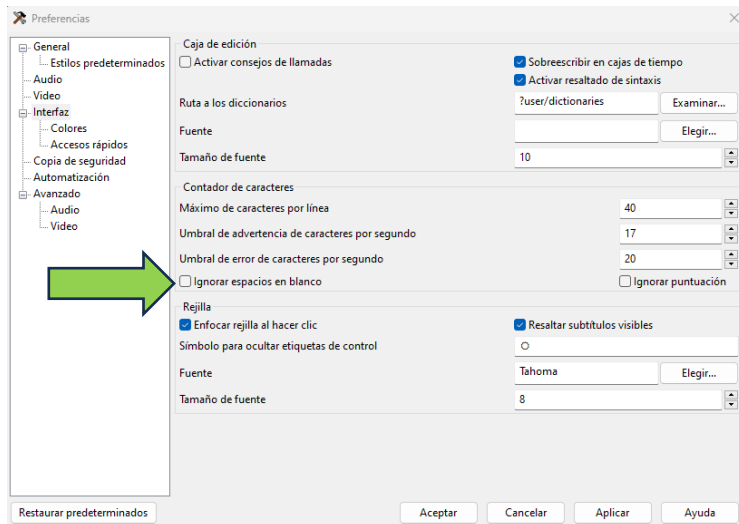 Preferencias
General
Estilos predeterminados
Audio
Video
Interfaz
Colores
Accesos rápidos
Copia de seguridad
Automatización
Avanzado
Audio
Video
Caja de edición
Activar consejos de llamadas
Sobreescribir en cajas de tiempo
Activar resaltado de sintaxis
Ruta a los diccionarios ?user/dictionaries Examinar...
Fuente Elegir...
Tamaño de fuente 10
Contador de caracteres
Máximo de caracteres por línea 40
Umbral de advertencia de caracteres por segundo 17
Umbral de error de caracteres por segundo 20
Ignorar espacios en blanco Ignorar puntuación
Rejilla
Enfocar rejilla al hacer clic Resaltar subtítulos visibles
Símbolo para ocultar etiquetas de control
Fuente Tahoma Elegir...
Tamaño de fuente 8
Restaurar predeterminados Aceptar Cancelar Aplicar Ayuda